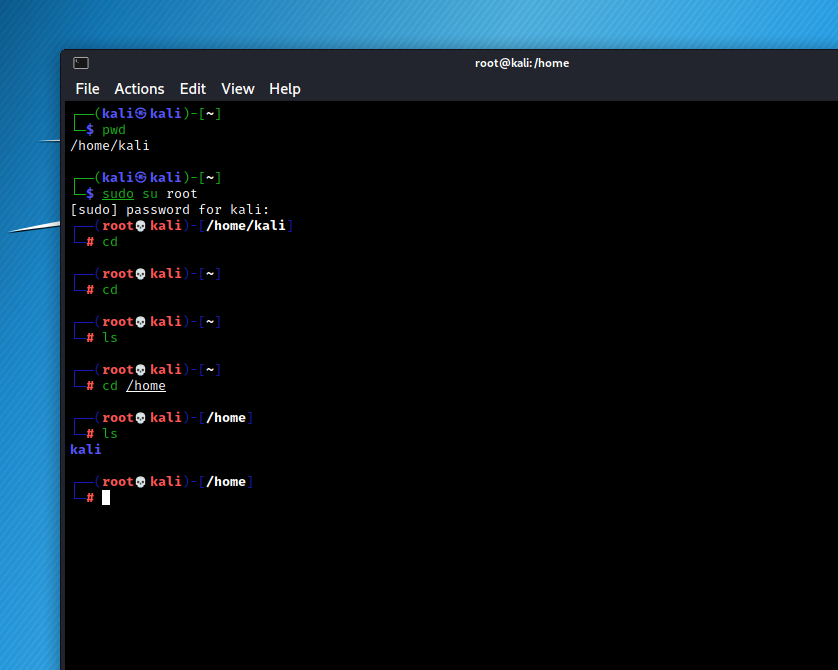 root@kali:/home
File Actions Edit View Help
┌──(kali㉿kali)-[~]
└─$ pwd
/home/kali
┌──(kali㉿kali)-[~]
└─$ sudo su root
[sudo] password for kali:
┌──(root💀kali)-[/home/kali]
└─# cd
┌──(root💀kali)-[~]
└─# cd
┌──(root💀kali)-[~]
└─# ls
┌──(root💀kali)-[~]
└─# cd /home
┌──(root💀kali)-[/home]
└─# ls
kali
┌──(root💀kali)-[/home]
└─#